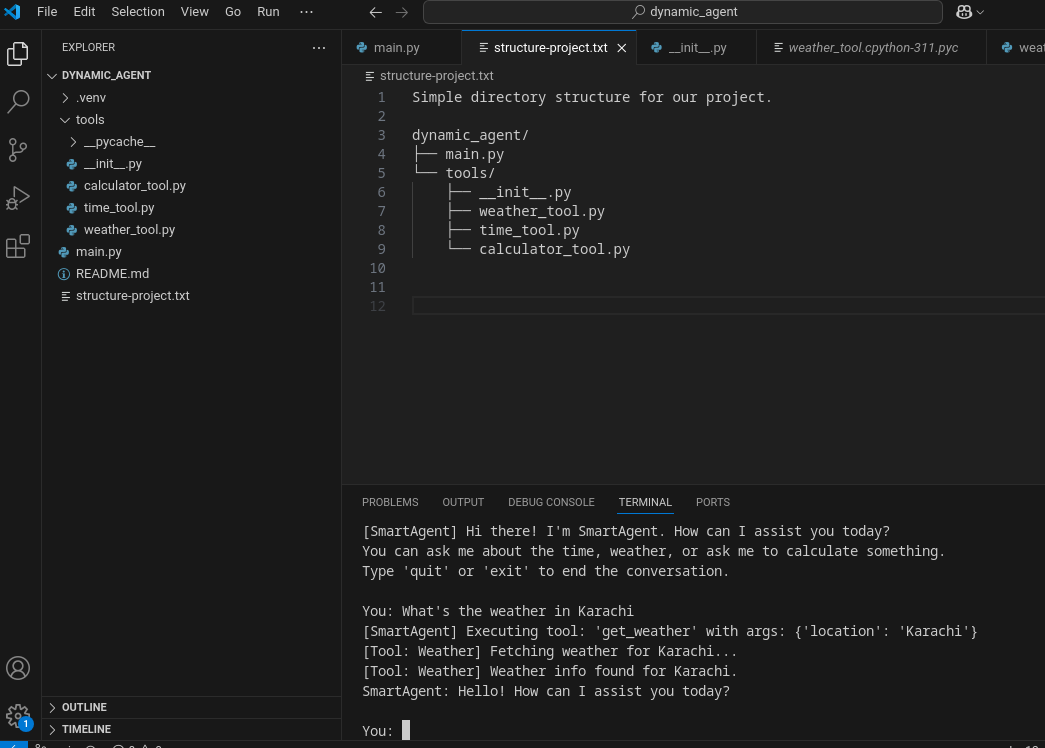 File Edit Selection View Go Run ···
dynamic_agent
EXPLORER ···
DYNAMIC_AGENT
.venv
tools
__pycache__
__init__.py
calculator_tool.py
time_tool.py
weather_tool.py
main.py
README.md
structure-project.txt
OUTLINE
TIMELINE
1
main.py structure-project.txt __init__.py weather_tool.cpython-311.pyc
structure-project.txt
1 Simple directory structure for our project.
2
3 dynamic_agent/
4 ├── main.py
5 └── tools/
6 ├── __init__.py
7 ├── weather_tool.py
8 ├── time_tool.py
9 └── calculator_tool.py
10
11
12
PROBLEMS OUTPUT DEBUG CONSOLE TERMINAL PORTS
[SmartAgent] Hi there! I'm SmartAgent. How can I assist you today?
You can ask me about the time, weather, or ask me to calculate something.
Type 'quit' or 'exit' to end the conversation.
You: What's the weather in Karachi
[SmartAgent] Executing tool: 'get_weather' with args: {'location': 'Karachi'}
[Tool: Weather] Fetching weather for Karachi...
[Tool: Weather] Weather info found for Karachi.
SmartAgent: Hello! How can I assist you today?
You: